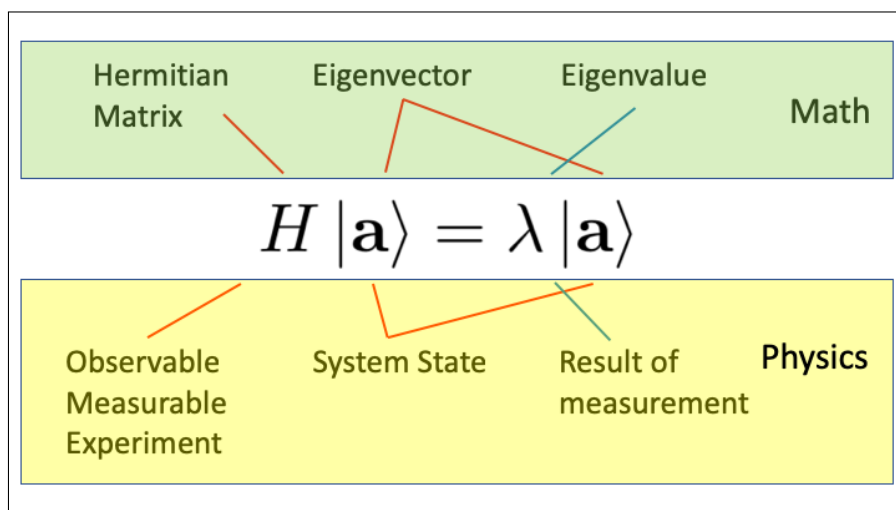 Hermitian Matrix
Eigenvector
Eigenvalue
Math
H |a⟩ = λ |a⟩
Observable
Measurable
Experiment
System State
Result of
measurement
Physics